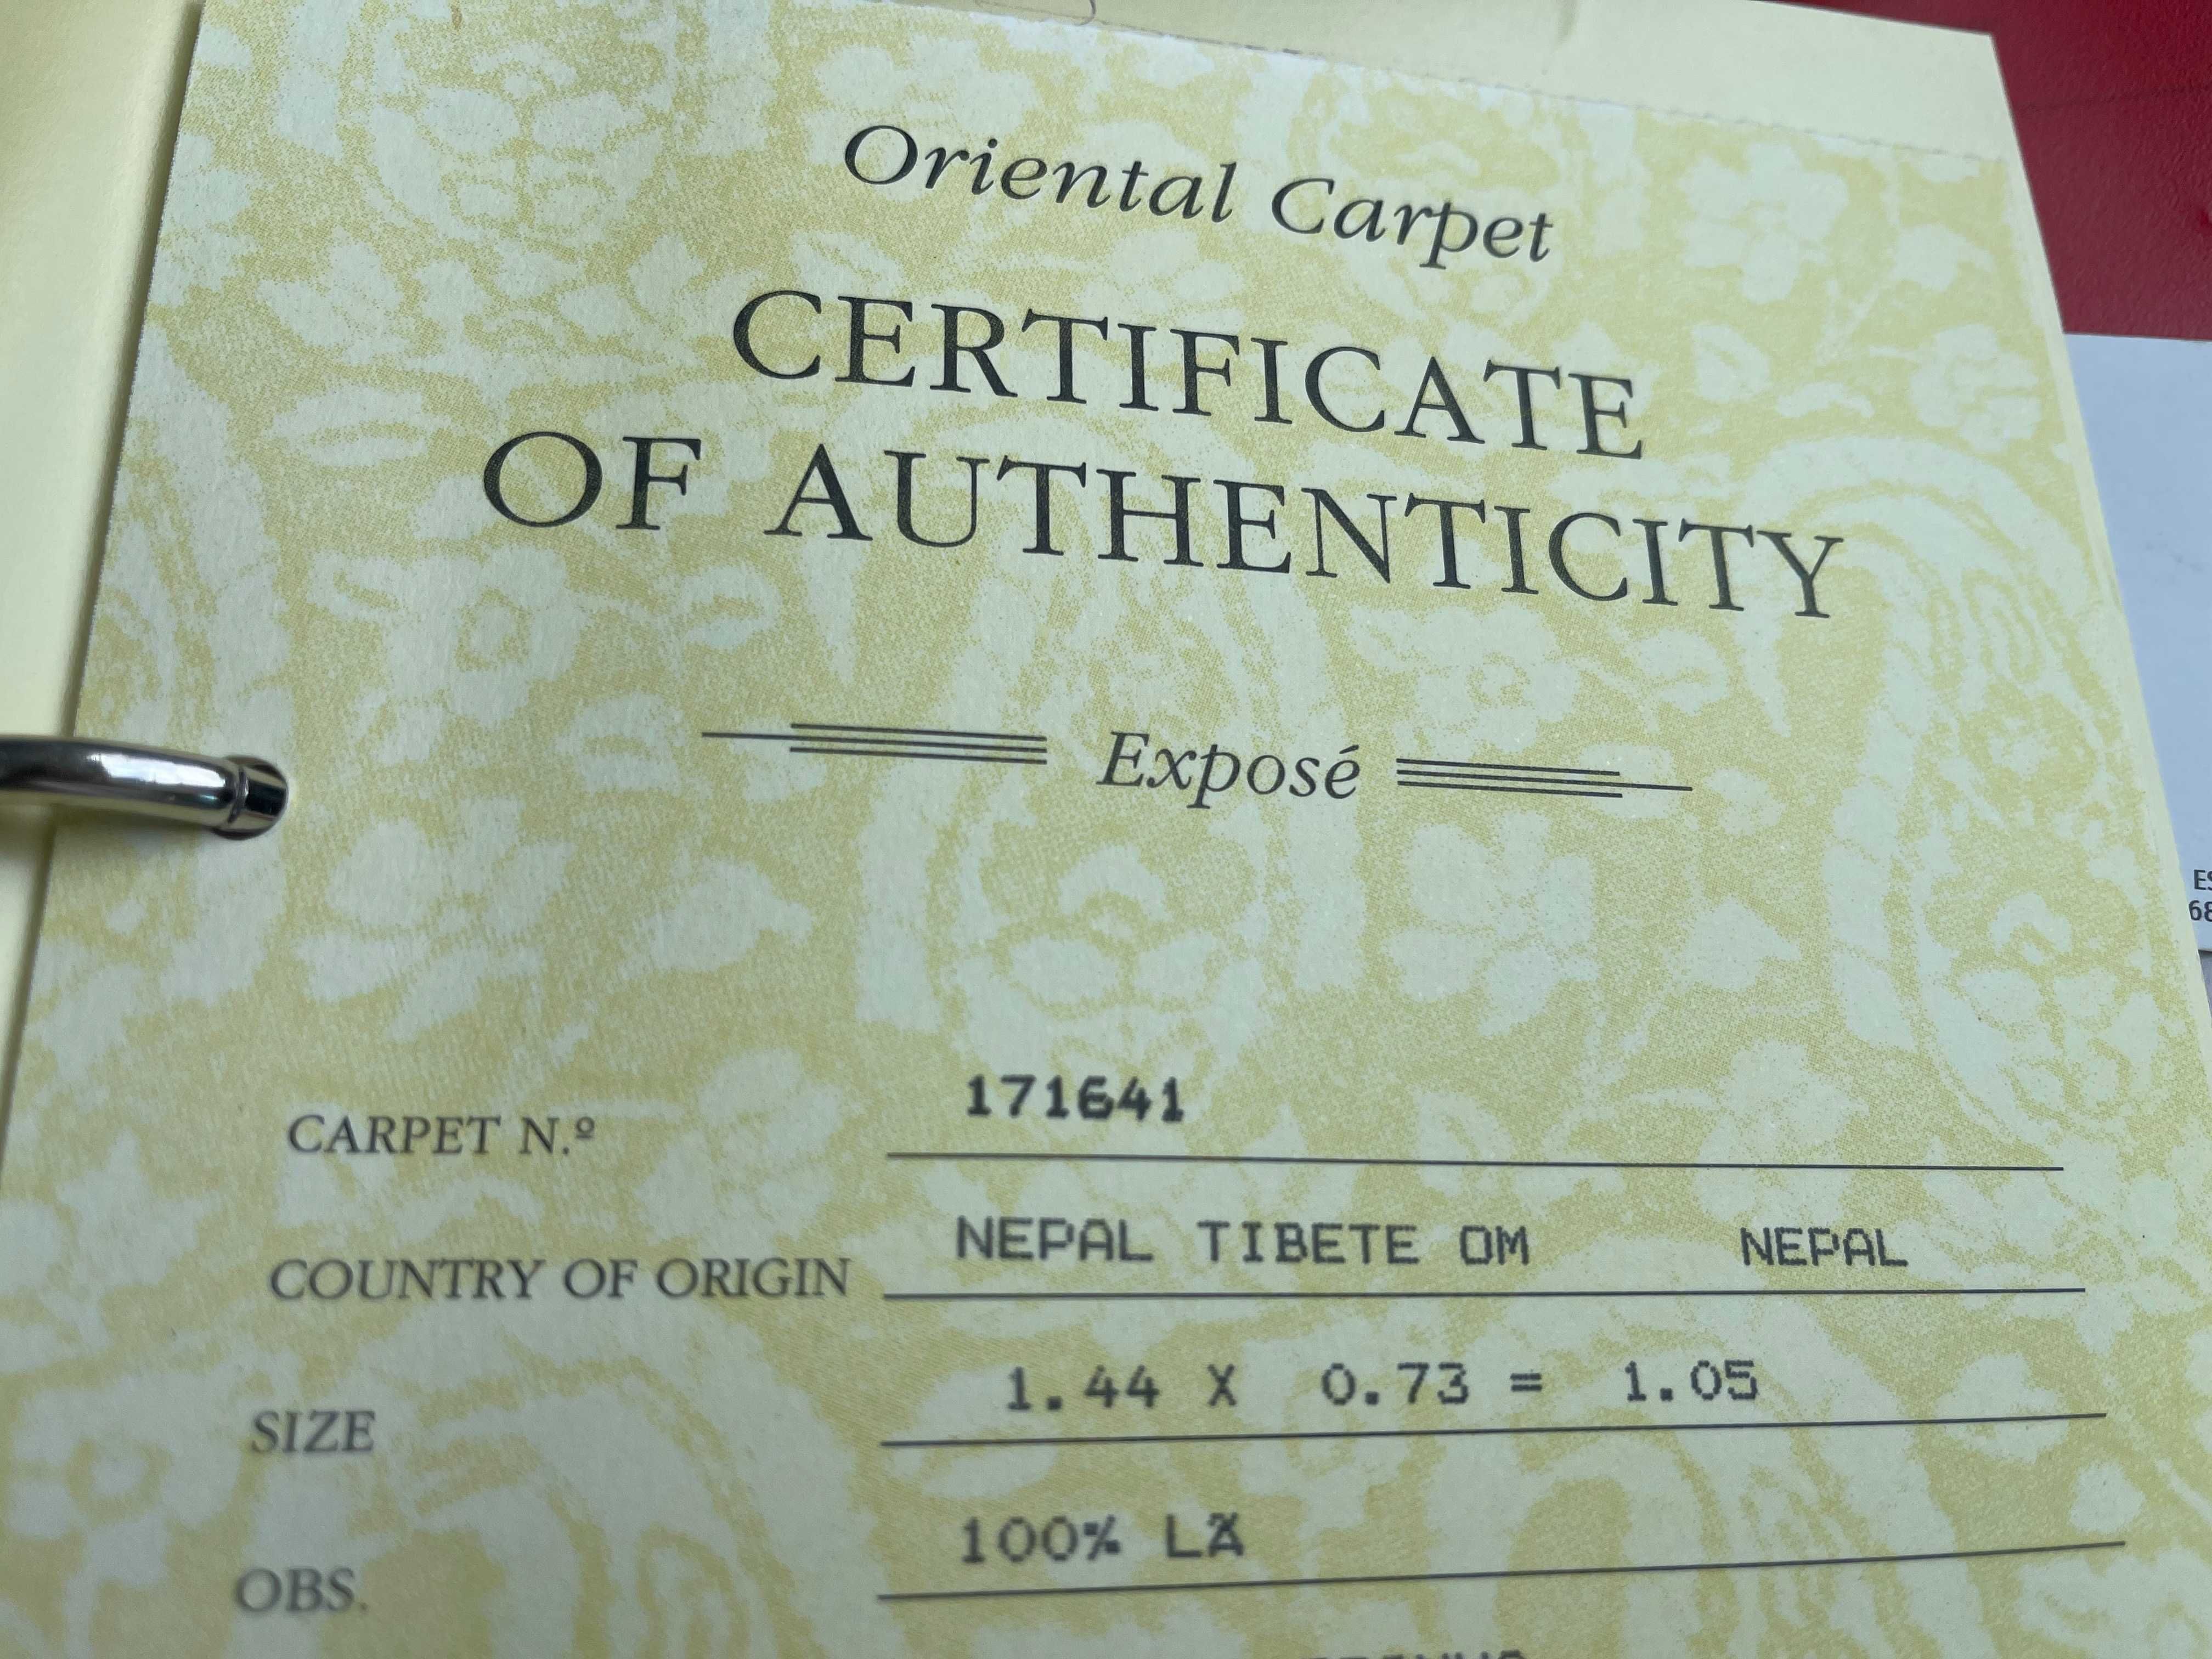 Oriental Carpet
CERTIFICATE
OF AUTHENTICITY
Exposé
CARPET N.º 171641
COUNTRY OF ORIGIN NEPAL TIBETE OM NEPAL
SIZE 1.44 X 0.73 = 1.05
OBS. 100% LÃ